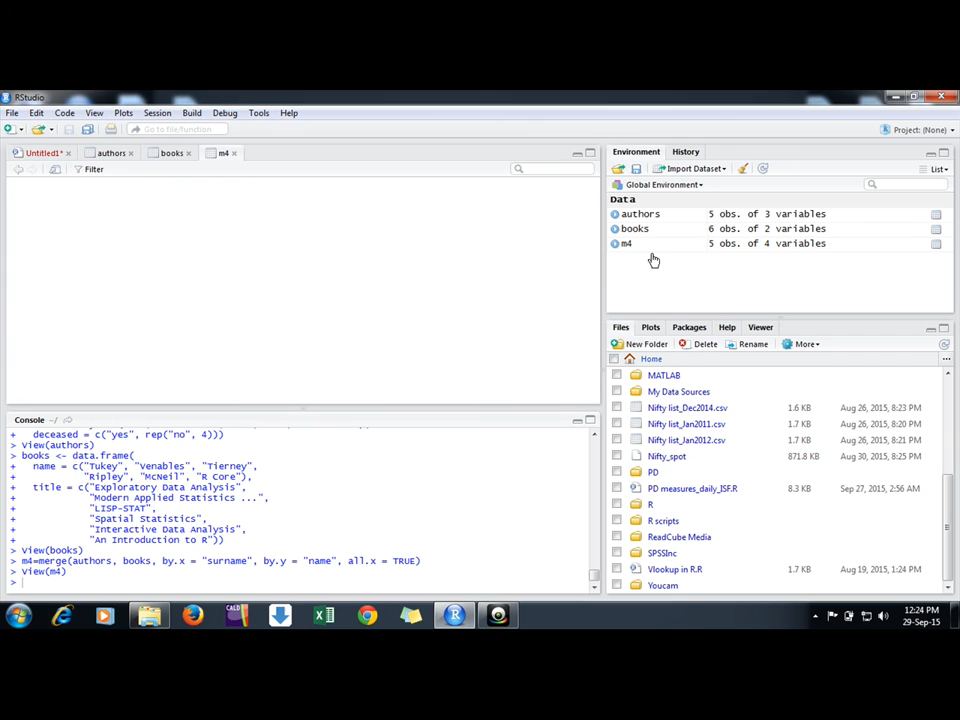 RStudio
File Edit Code View Plots Session Build Debug Tools Help
Go to file/function
Project: (None)
Untitled1* authors books m4
Filter
Environment History
Import Dataset
List
Global Environment
Data
authors 5 obs. of 3 variables
books 6 obs. of 2 variables
m4 5 obs. of 4 variables
Files Plots Packages Help Viewer
New Folder Delete Rename More
Home
MATLAB
My Data Sources
Nifty list_Dec2014.csv 1.6 KB Aug 26, 2015, 8:23 PM
Nifty list_Jan2011.csv 1.7 KB Aug 26, 2015, 8:20 PM
Nifty list_Jan2012.csv 1.7 KB Aug 26, 2015, 8:21 PM
Nifty_spot 871.8 KB Aug 30, 2015, 8:25 PM
PD
PD measures_daily_ISF.R 8.3 KB Sep 27, 2015, 2:56 AM
R
R scripts
ReadCube Media
SPSSInc
Vlookup in R.R 1.7 KB Aug 19, 2015, 1:24 PM
Youcam
Console ~/
+ deceased = c("yes", rep("no", 4)))
> View(authors)
> books <- data.frame(
+ name = c("Tukey", "Venables", "Tierney",
+ "Ripley", "McNeil", "R Core"),
+ title = c("Exploratory Data Analysis",
+ "Modern Applied Statistics ...",
+ "LISP-STAT",
+ "Spatial Statistics",
+ "Interactive Data Analysis",
+ "An Introduction to R"))
> View(books)
> m4=merge(authors, books, by.x = "surname", by.y = "name", all.x = TRUE)
> View(m4)
>
CALD
12:24 PM
29-Sep-15